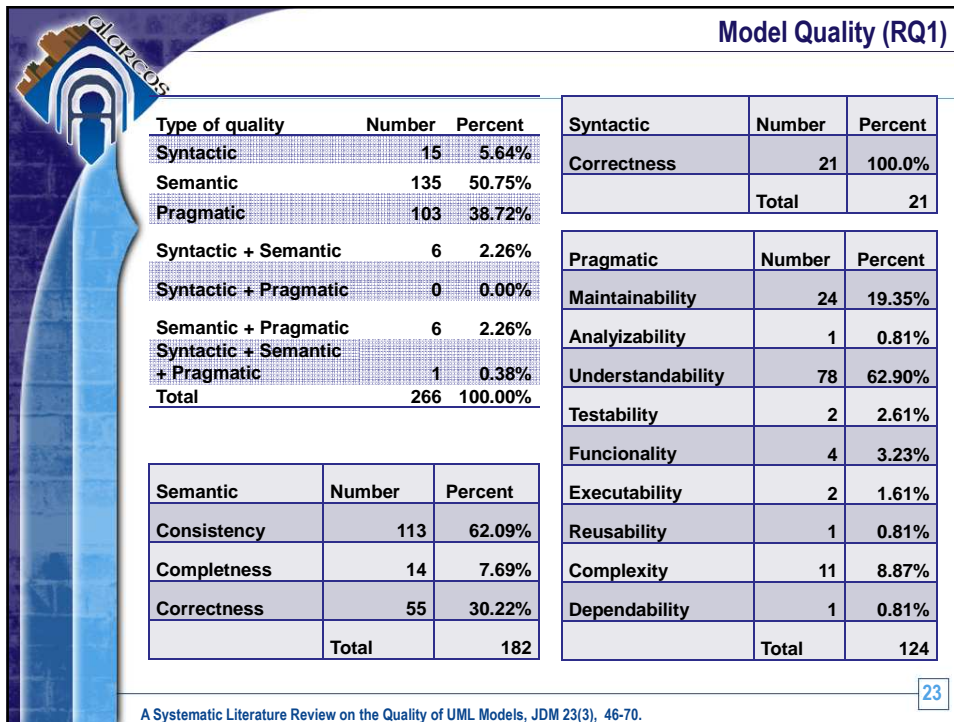 Model Quality (RQ1)
alarcos
Type of quality Number Percent
Syntactic 15 5.64%
Semantic 135 50.75%
Pragmatic 103 38.72%
Syntactic + Semantic 6 2.26%
Syntactic + Pragmatic 0 0.00%
Semantic + Pragmatic 6 2.26%
Syntactic + Semantic
+ Pragmatic 1 0.38%
Total 266 100.00%
Semantic Number Percent
Consistency 113 62.09%
Completness 14 7.69%
Correctness 55 30.22%
Total 182
Syntactic Number Percent
Correctness 21 100.0%
Total 21
Pragmatic Number Percent
Maintainability 24 19.35%
Analyizability 1 0.81%
Understandability 78 62.90%
Testability 2 2.61%
Funcionality 4 3.23%
Executability 2 1.61%
Reusability 1 0.81%
Complexity 11 8.87%
Dependability 1 0.81%
Total 124
23
A Systematic Literature Review on the Quality of UML Models, JDM 23(3), 46-70.